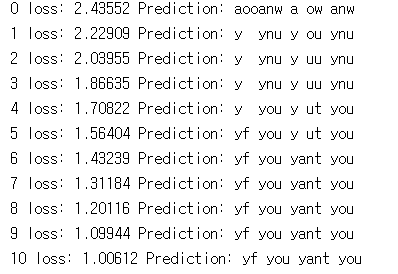 0 loss: 2.43552 Prediction: aooanw a ow anw
1 loss: 2.22909 Prediction: y  ynu y ou ynu
2 loss: 2.03955 Prediction: y  ynu y uu ynu
3 loss: 1.86635 Prediction: y  ynu y uu ynu
4 loss: 1.70822 Prediction: y  you y ut you
5 loss: 1.56404 Prediction: yf you y ut you
6 loss: 1.43239 Prediction: yf you yant you
7 loss: 1.31184 Prediction: yf you yant you
8 loss: 1.20116 Prediction: yf you yant you
9 loss: 1.09944 Prediction: yf you yant you
10 loss: 1.00612 Prediction: yf you yant you